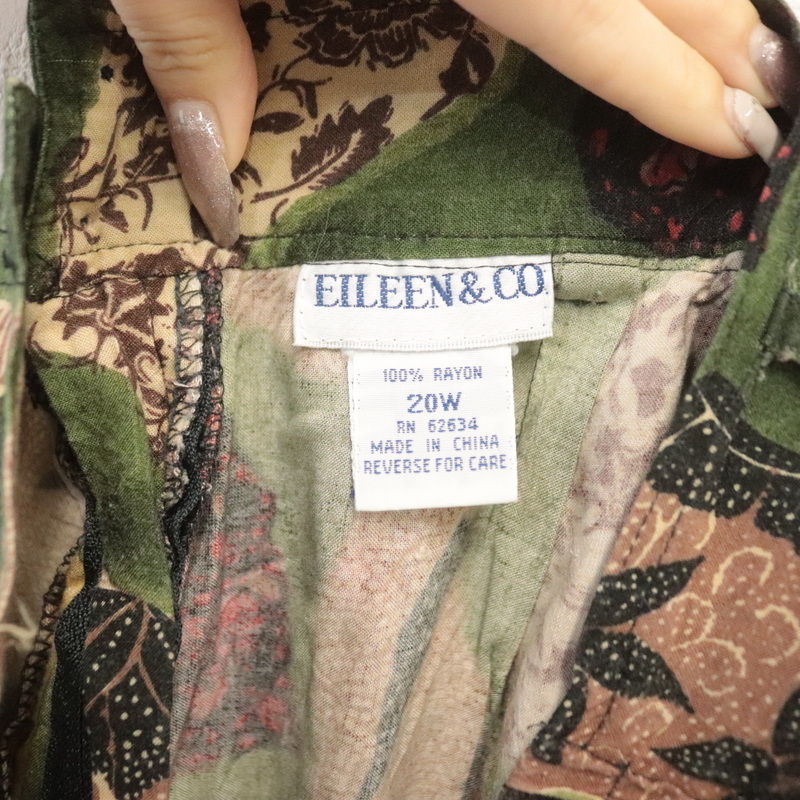 EILEEN & CO
100% RAYON
20W
RN 62634
MADE IN CHINA
REVERSE FOR CARE